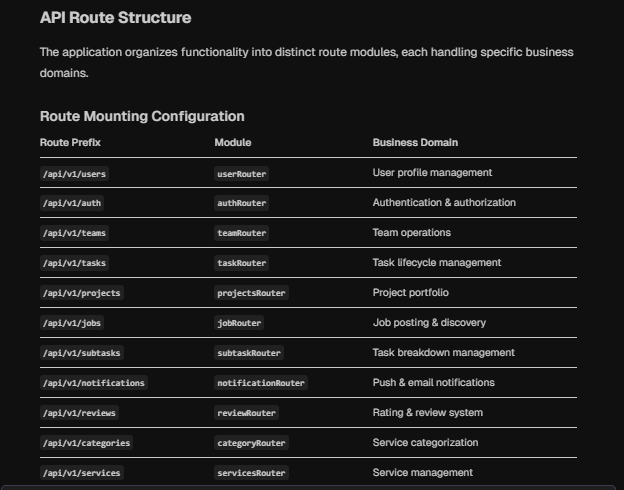 API Route Structure
The application organizes functionality into distinct route modules, each handling specific business
domains.
Route Mounting Configuration
Route Prefix Module Business Domain
/api/v1/users userRouter User profile management
/api/v1/auth authRouter Authentication & authorization
/api/v1/teams teamRouter Team operations
/api/v1/tasks taskRouter Task lifecycle management
/api/v1/projects projectsRouter Project portfolio
/api/v1/jobs jobRouter Job posting & discovery
/api/v1/subtasks subtaskRouter Task breakdown management
/api/v1/notifications notificationRouter Push & email notifications
/api/v1/reviews reviewRouter Rating & review system
/api/v1/categories categoryRouter Service categorization
/api/v1/services servicesRouter Service management